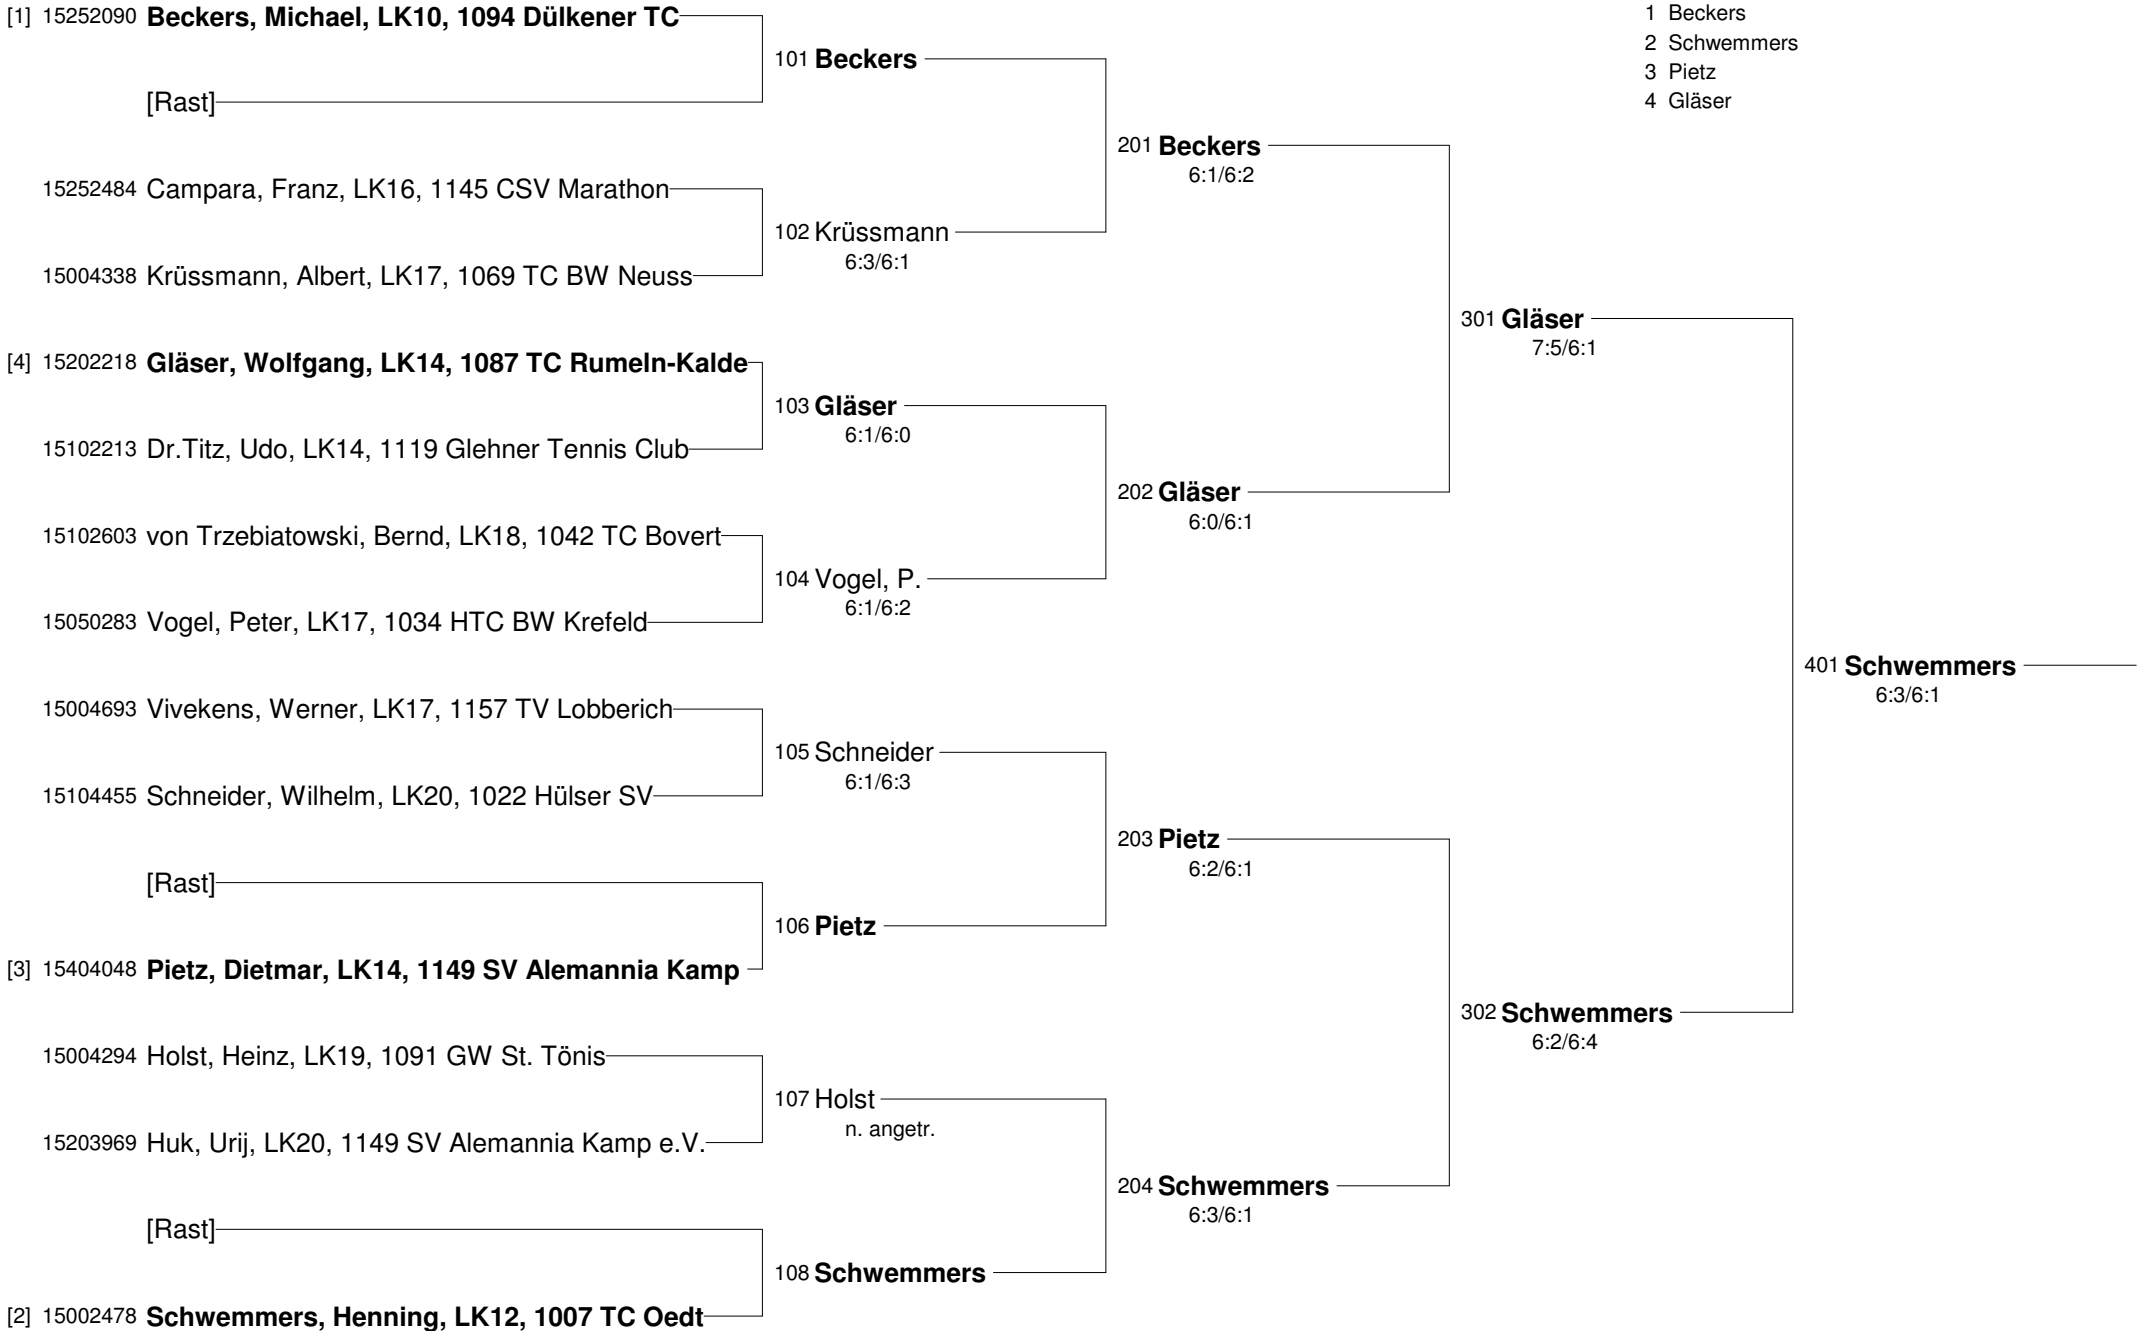 [1] 15252090 Beckers, Michael, LK10, 1094 Dülkener TC
[Rast]
15252484 Campara, Franz, LK16, 1145 CSV Marathon
15004338 Krüssmann, Albert, LK17, 1069 TC BW Neuss
[4] 15202218 Gläser, Wolfgang, LK14, 1087 TC Rumeln-Kalde
15102213 Dr.Titz, Udo, LK14, 1119 Glehner Tennis Club
15102603 von Trzebiatowski, Bernd, LK18, 1042 TC Bovert
15050283 Vogel, Peter, LK17, 1034 HTC BW Krefeld
15004693 Vivekens, Werner, LK17, 1157 TV Lobberich
15104455 Schneider, Wilhelm, LK20, 1022 Hülser SV
[Rast]
[3] 15404048 Pietz, Dietmar, LK14, 1149 SV Alemannia Kamp
15004294 Holst, Heinz, LK19, 1091 GW St. Tönis
15203969 Huk, Urij, LK20, 1149 SV Alemannia Kamp e.V.
[Rast]
[2] 15002478 Schwemmers, Henning, LK12, 1007 TC Oedt
101 Beckers
102 Krüssmann
6:3/6:1
103 Gläser
6:1/6:0
104 Vogel, P.
6:1/6:2
105 Schneider
6:1/6:3
106 Pietz
107 Holst
n. angetr.
108 Schwemmers
201 Beckers
6:1/6:2
202 Gläser
6:0/6:1
203 Pietz
6:2/6:1
204 Schwemmers
6:3/6:1
301 Gläser
7:5/6:1
302 Schwemmers
6:2/6:4
401 Schwemmers
6:3/6:1
1 Beckers
2 Schwemmers
3 Pietz
4 Gläser